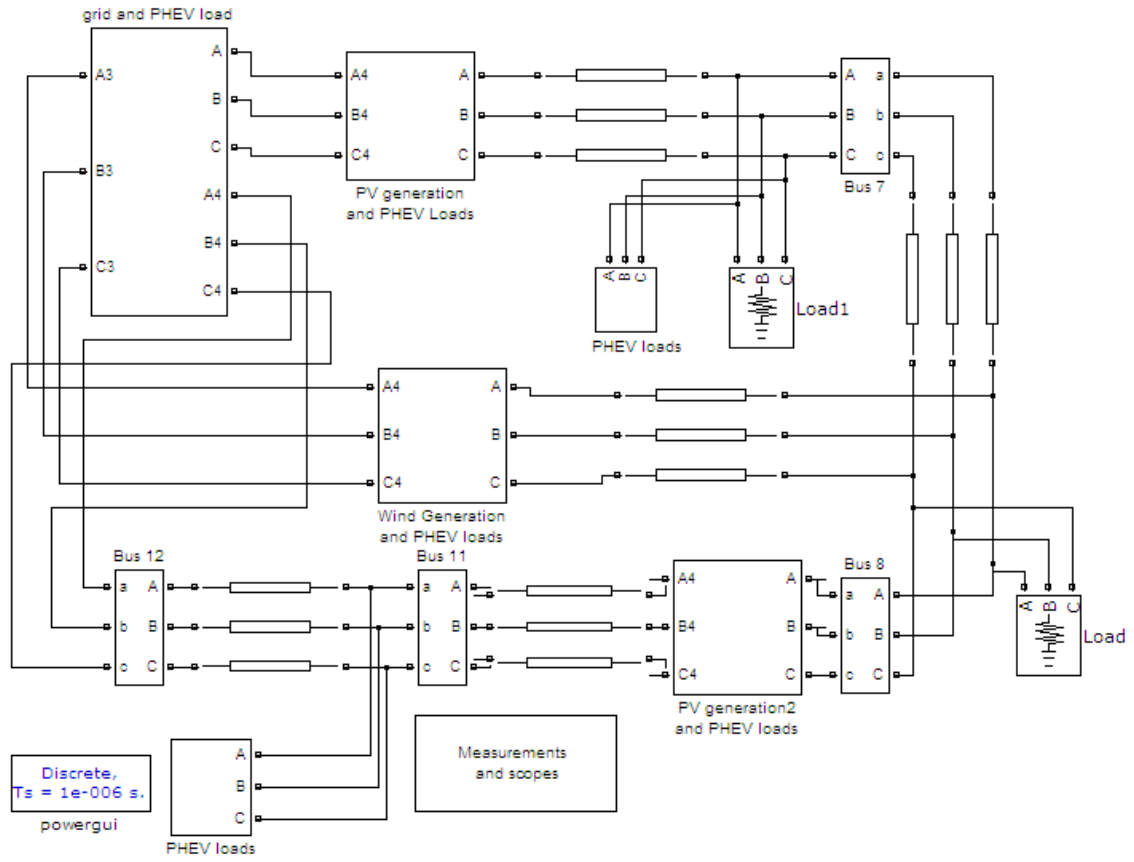 grid and PHEV load
A3
B3
C3
A
B
C
A4
B4
C4
A4
B4
C4
A
B
C
PV generation
and PHEV Loads
A
B
C
a
b
c
Bus 7
A
B
C
PHEV loads
A
B
C
Load1
A4
B4
C4
A
B
C
Wind Generation
and PHEV loads
Bus 12
a
b
c
A
B
C
Bus 11
a
b
c
A
B
C
A4
B4
C4
A
B
C
PV generation2
and PHEV loads
Bus 8
a
b
c
A
B
C
A
B
C
Load
Discrete,
Ts = 1e-006 s.
powergui
A
B
C
PHEV loads
Measurements
and scopes